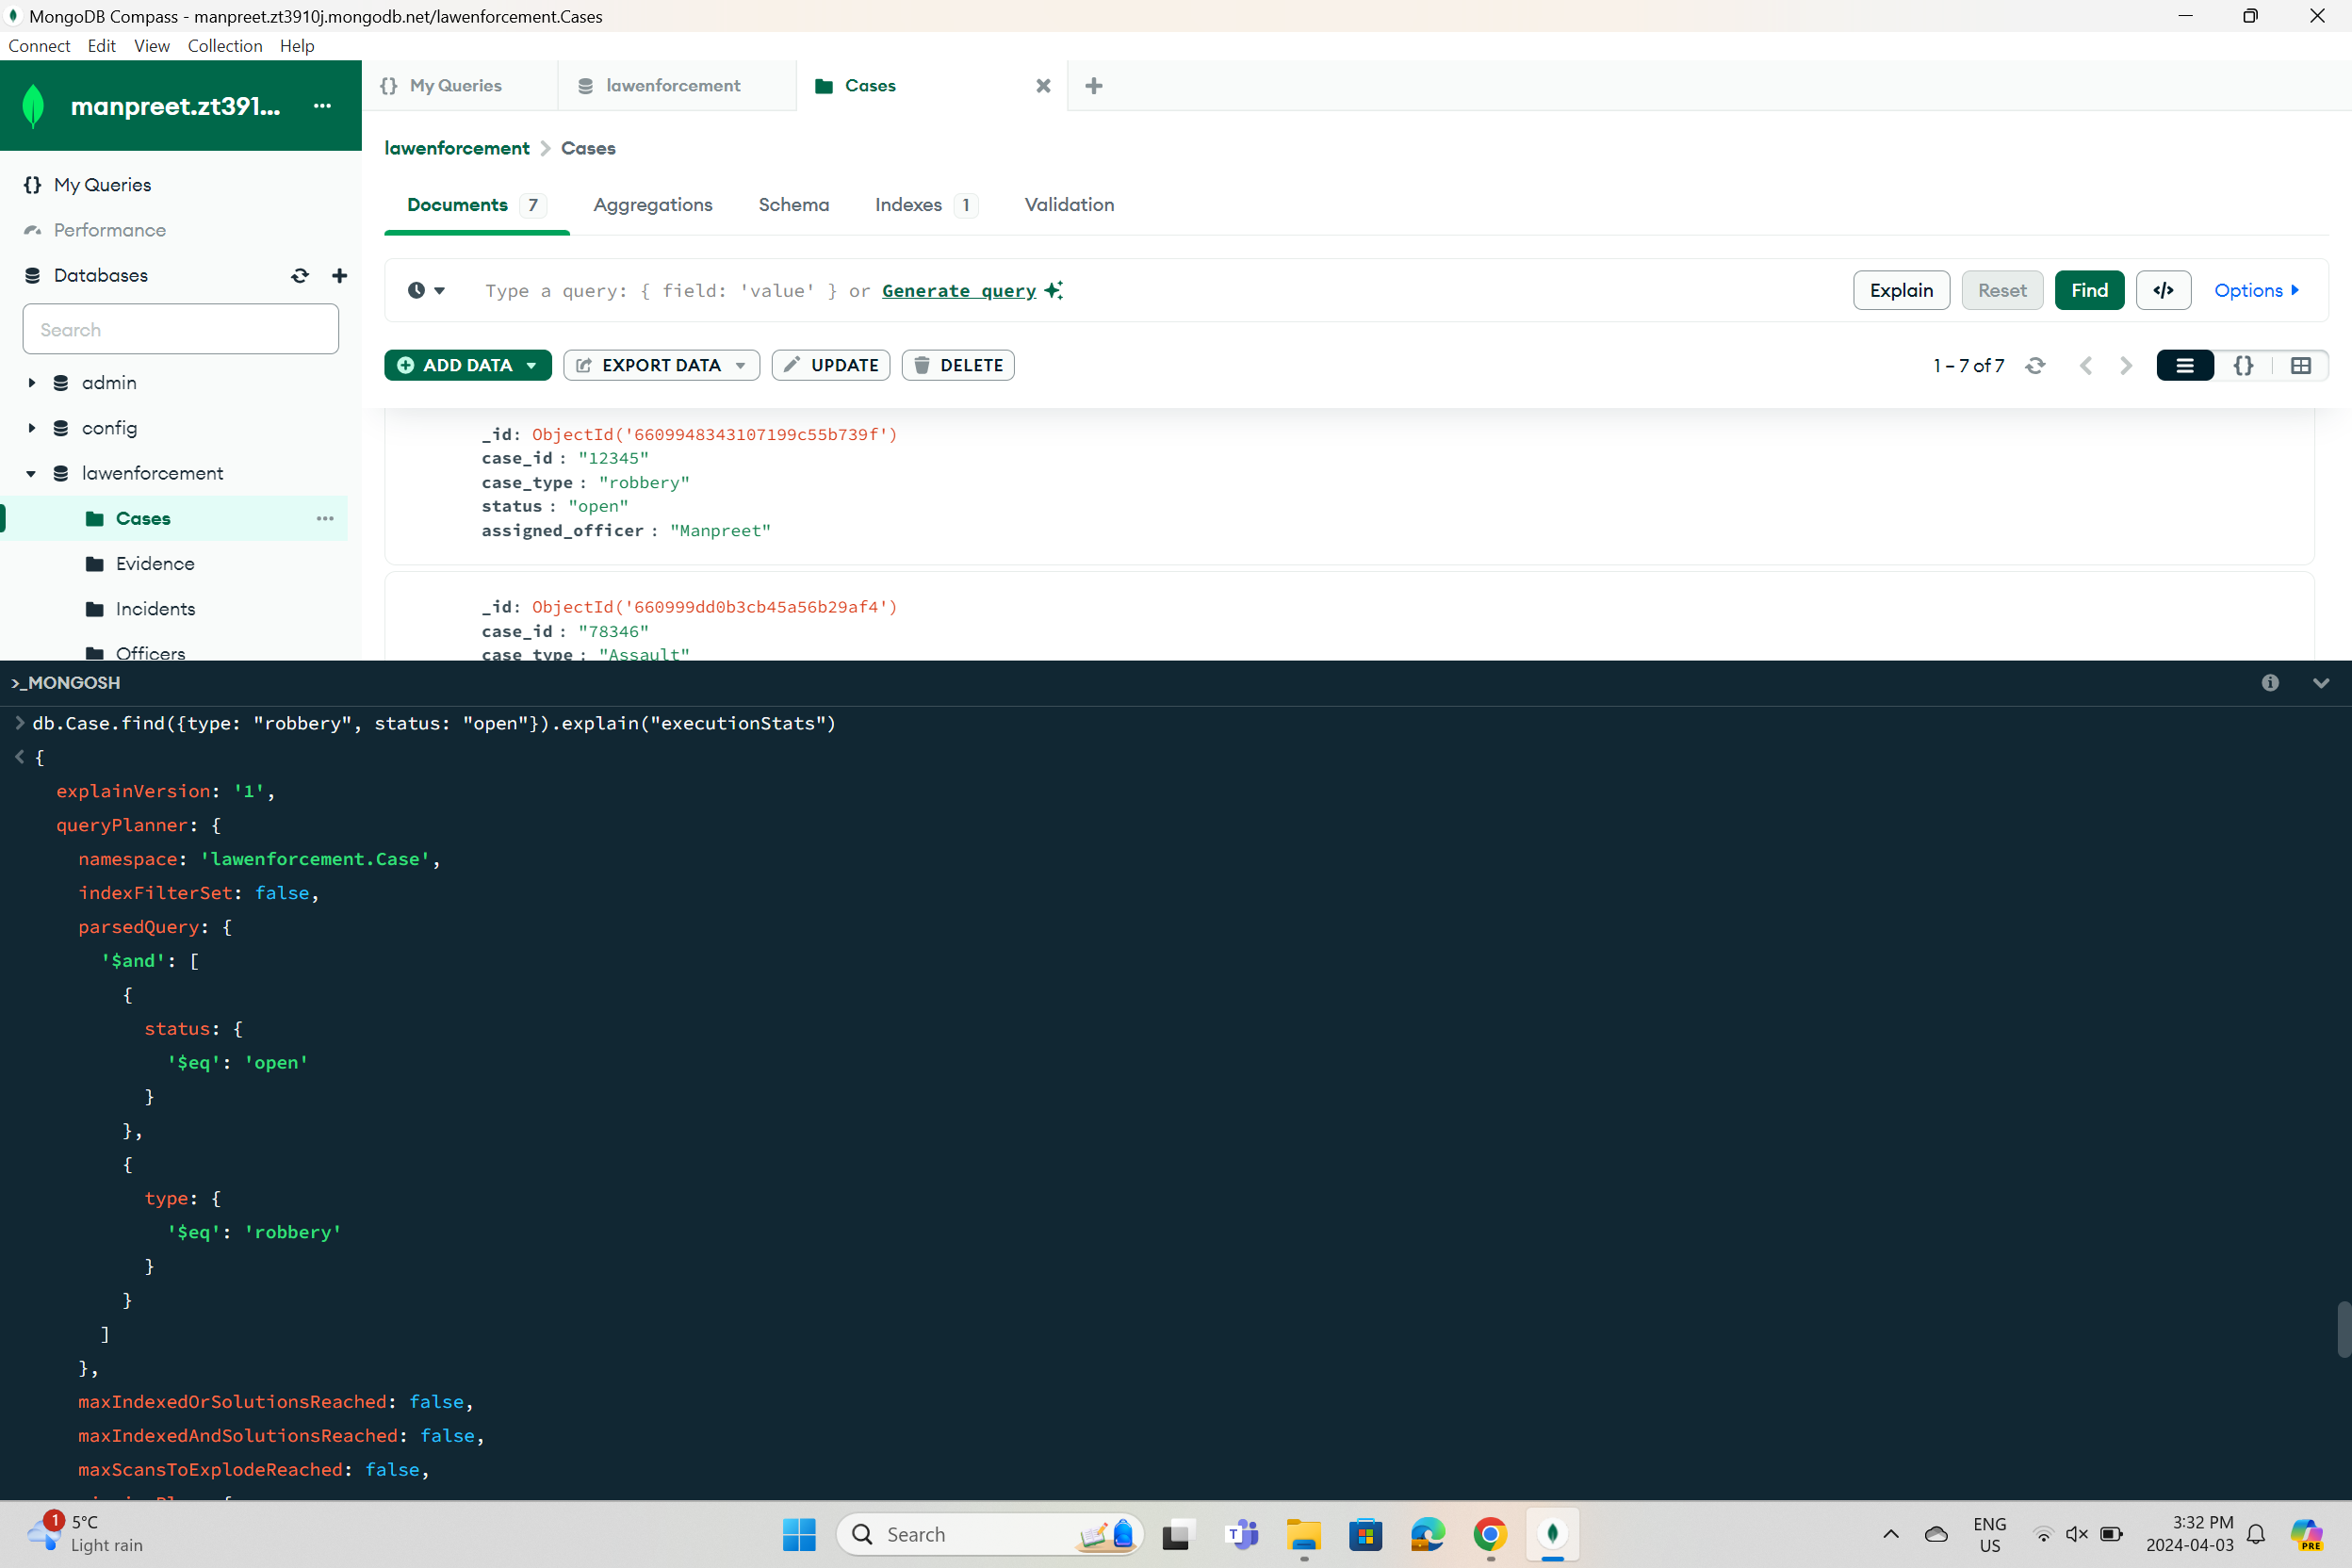 MongoDB Compass - manpreet.zt3910j.mongodb.net/lawenforcement.Cases
Connect Edit View Collection Help
manpreet.zt391...
My Queries
lawenforcement
Cases
lawenforcement > Cases
My Queries
Performance
Databases
Search
admin
config
lawenforcement
Cases
Evidence
Incidents
Officers
Documents 7 Aggregations Schema Indexes 1 Validation
Type a query: { field: 'value' } or Generate query
Explain Reset Find </> Options
ADD DATA EXPORT DATA UPDATE DELETE
1 – 7 of 7
_id: ObjectId('6609948343107199c55b739f')
case_id : "12345"
case_type : "robbery"
status : "open"
assigned_officer : "Manpreet"
_id: ObjectId('660999dd0b3cb45a56b29af4')
case_id : "78346"
case_type : "Assault"
>_MONGOSH
> db.Case.find({type: "robbery", status: "open"}).explain("executionStats")
< {
explainVersion: '1',
queryPlanner: {
namespace: 'lawenforcement.Case',
indexFilterSet: false,
parsedQuery: {
'$and': [
{
status: {
'$eq': 'open'
}
},
{
type: {
'$eq': 'robbery'
}
}
]
},
maxIndexedOrSolutionsReached: false,
maxIndexedAndSolutionsReached: false,
maxScansToExplodeReached: false,
1
5°C
Light rain
Search
ENG
US
3:32 PM
2024-04-03
PRE